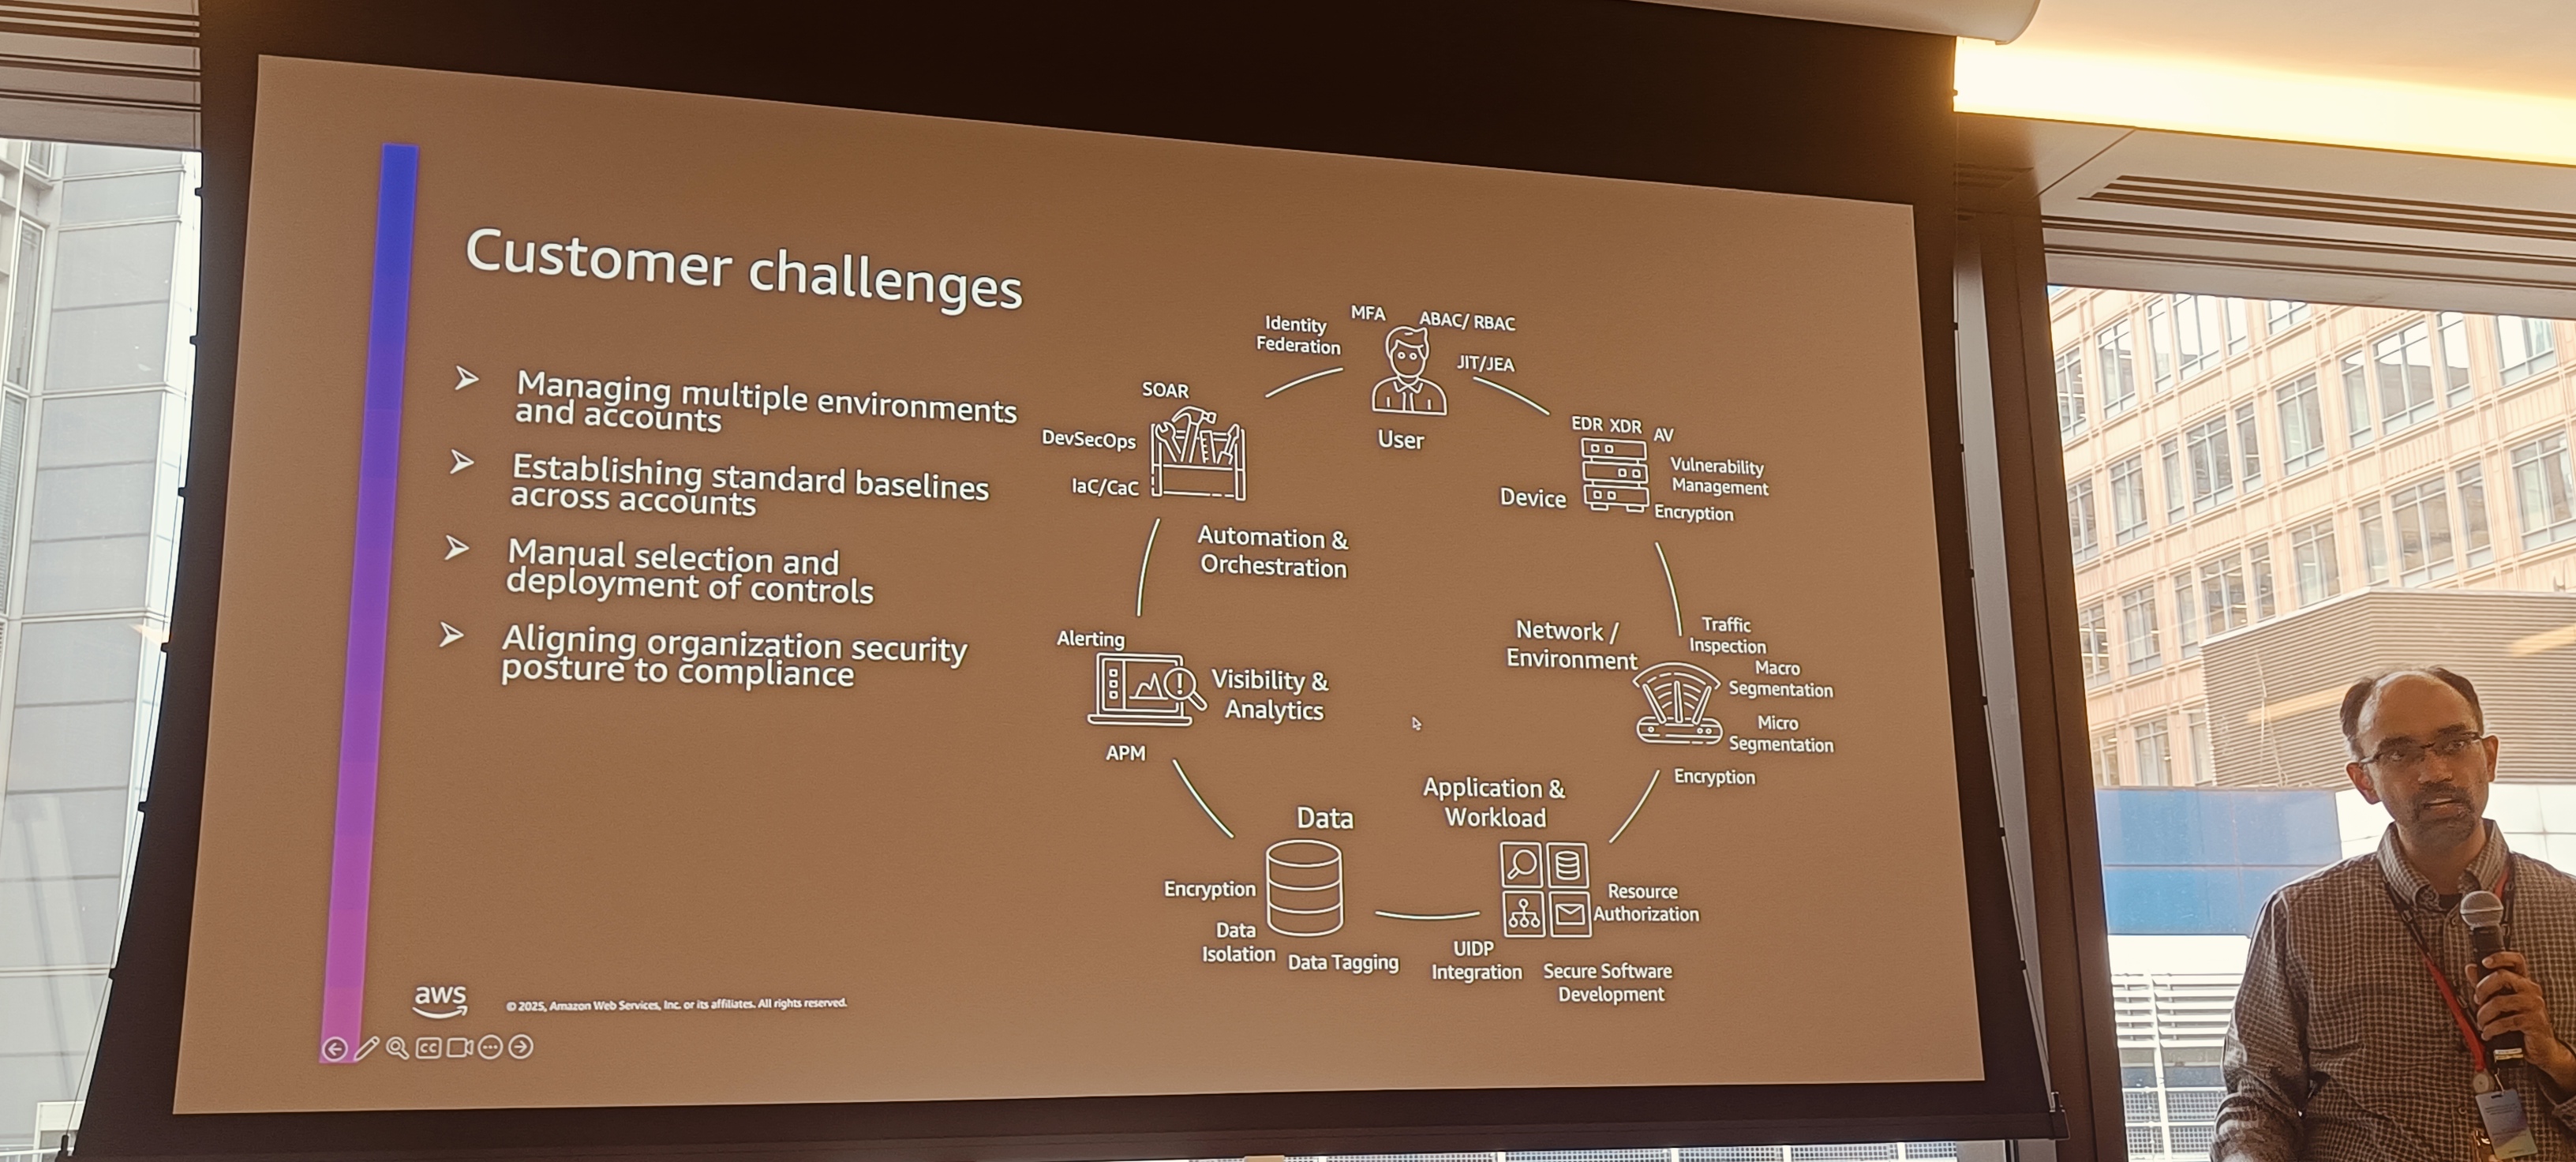 Customer challenges
Managing multiple environments
and accounts
Establishing standard baselines
across accounts
Manual selection and
deployment of controls
Aligning organization security
posture to compliance
Identity
Federation
MFA
ABAC/ RBAC
JIT/JEA
User
SOAR
DevSecOps
IaC/CaC
Automation &
Orchestration
EDR XDR AV
Vulnerability
Management
Device
Encryption
Network /
Environment
Traffic
Inspection
Macro
Segmentation
Micro
Segmentation
Encryption
Alerting
Visibility &
Analytics
APM
Data
Encryption
Data
Isolation
Data Tagging
Application &
Workload
Resource
Authorization
UIDP
Integration
Secure Software
Development
aws
© 2025, Amazon Web Services, Inc. or its affiliates. All rights reserved.
CC